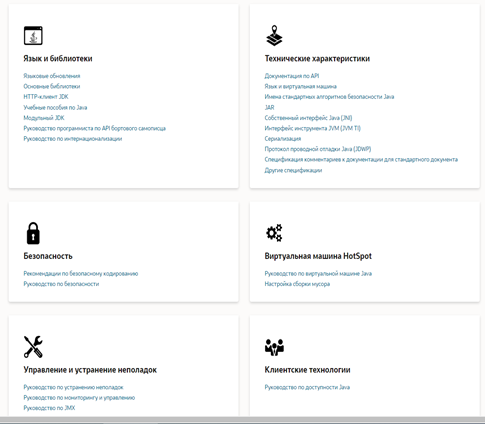 Язык и библиотеки
Языковые обновления
Основные библиотеки
HTTP-клиент JDK
Учебные пособия по Java
Модульный JDK
Руководство программиста по API бортового самописца
Руководство по интернационализации
Технические характеристики
Документация по API
Язык и виртуальная машина
Имена стандартных алгоритмов безопасности Java
JAR
Собственный интерфейс Java (JNI)
Интерфейс инструмента JVM (JVM TI)
Сериализация
Протокол проводной отладки Java (JDWP)
Спецификация комментариев к документации для стандартного документа
Другие спецификации
Безопасность
Рекомендации по безопасному кодированию
Руководство по безопасности
Виртуальная машина HotSpot
Руководство по виртуальной машине Java
Настройка сборки мусора
Управление и устранение неполадок
Руководство по устранению неполадок
Руководство по мониторингу и управлению
Руководство по JMX
Клиентские технологии
Руководство по доступности Java